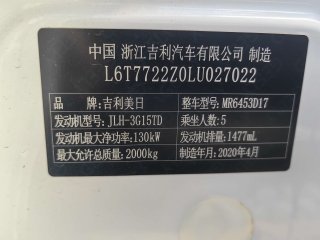 中国 浙江吉利汽车有限公司 制造
L6T7722Z0LU027022
品牌：吉利美日 整车型号：MR6453D17
发动机型号：JLH-3G15TD 乘坐人数：5
发动机最大净功率：130kW 发动机排量：1477mL
最大允许总质量：2000kg 制造年月：2020年4月